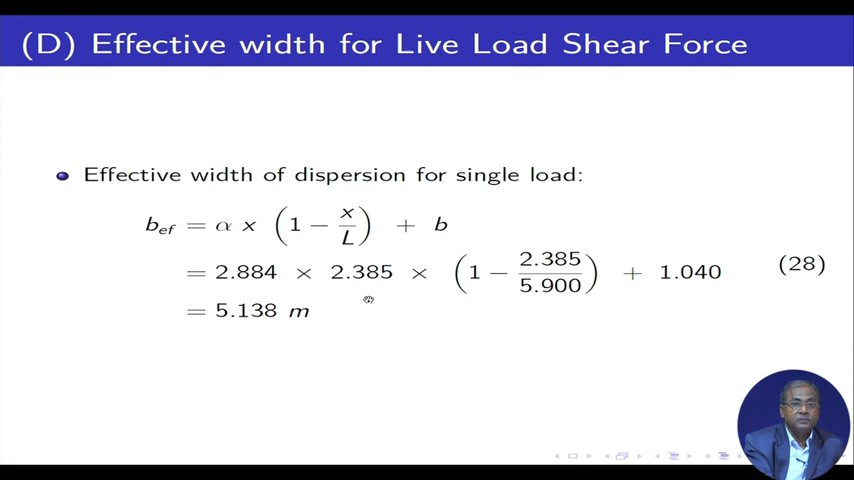 (D) Effective width for Live Load Shear Force
Effective width of dispersion for single load:
b_ef = α x (1 − x/L) + b
= 2.884 × 2.385 × (1 − 2.385/5.900) + 1.040 (28)
= 5.138 m